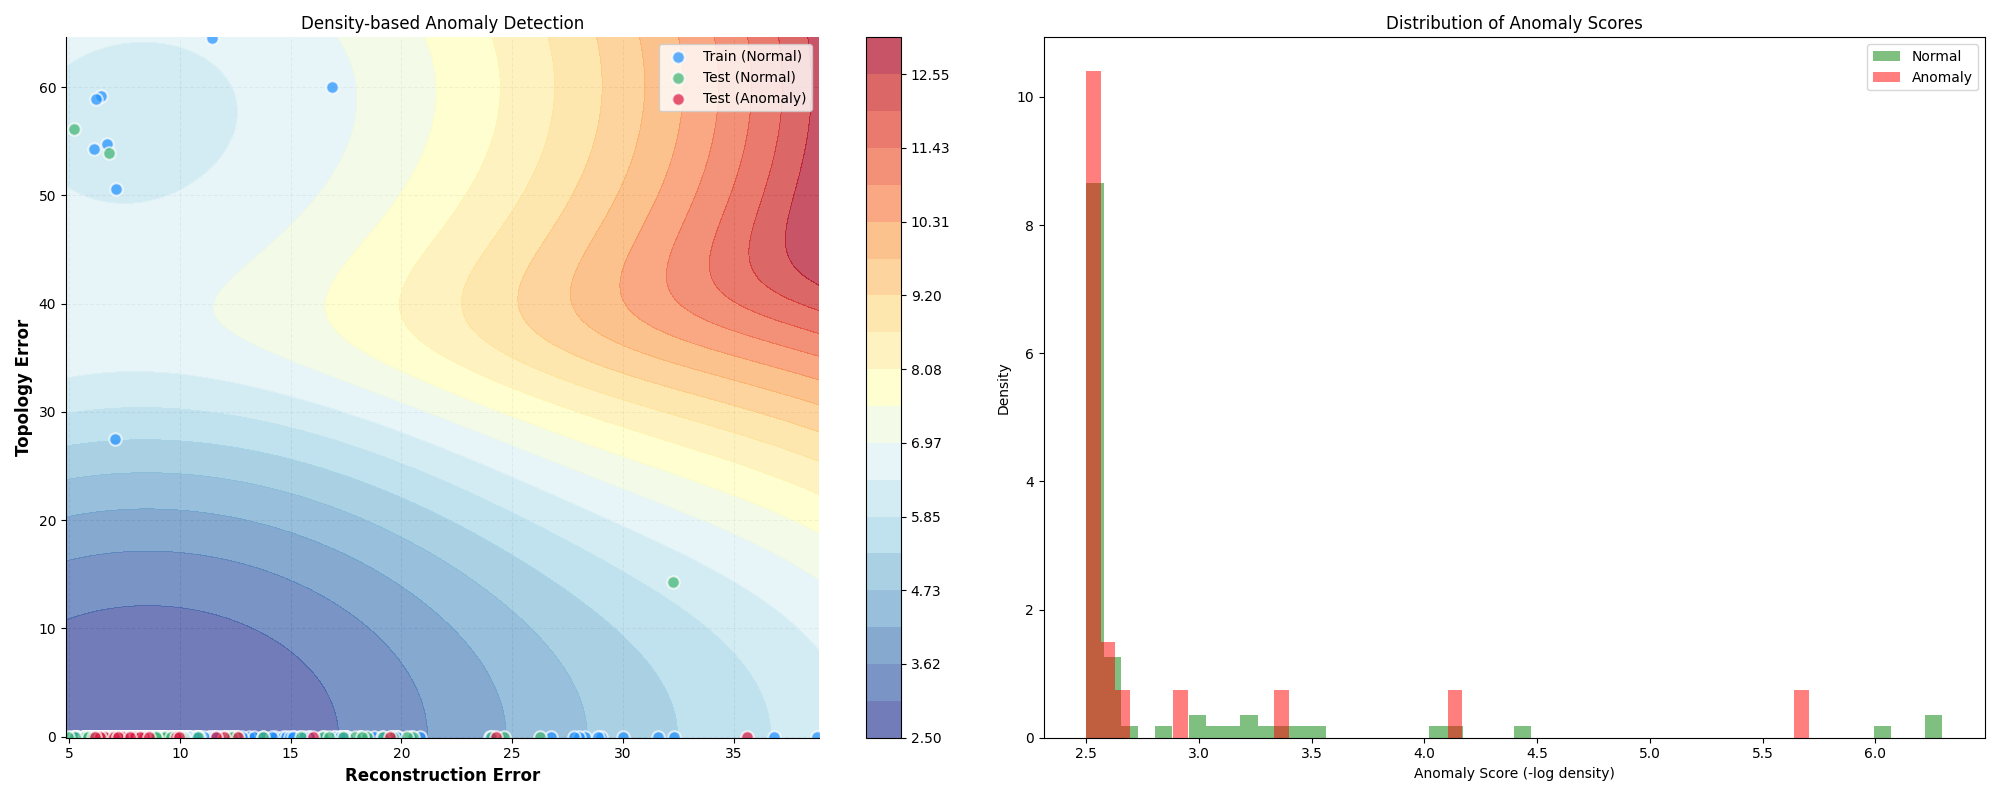 Density-based Anomaly Detection
Topology Error
60
50
40
30
20
10
0
Train (Normal)
Test (Normal)
Test (Anomaly)
5 10 15 20 25 30 35
Reconstruction Error
12.55
11.43
10.31
9.20
8.08
6.97
5.85
4.73
3.62
2.50
Distribution of Anomaly Scores
Density
10
8
6
4
2
0
Normal
Anomaly
2.5 3.0 3.5 4.0 4.5 5.0 5.5 6.0
Anomaly Score (-log density)